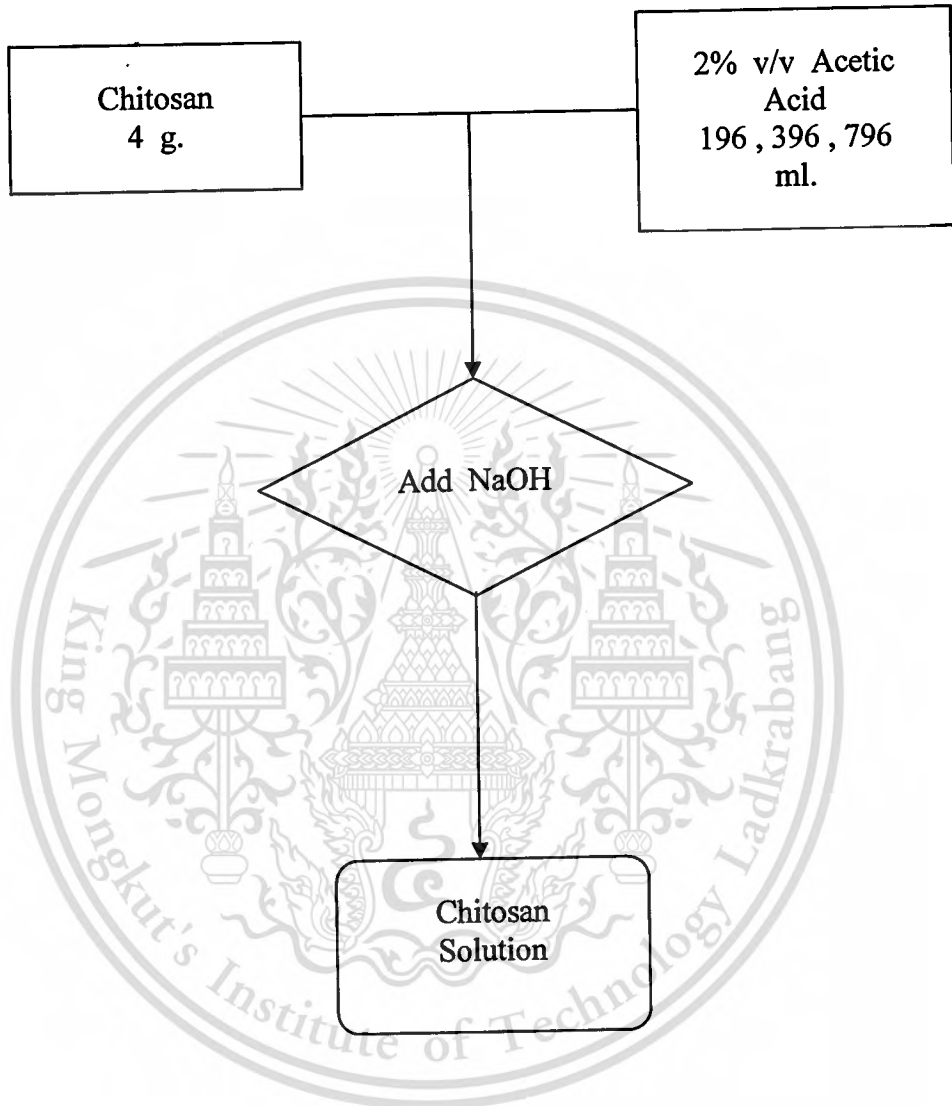 Chitosan
4 g.
2% v/v Acetic
Acid
196 , 396 , 796
ml.
Add NaOH
Chitosan
Solution
King Mongkut's Institute of Technology Ladkrabang